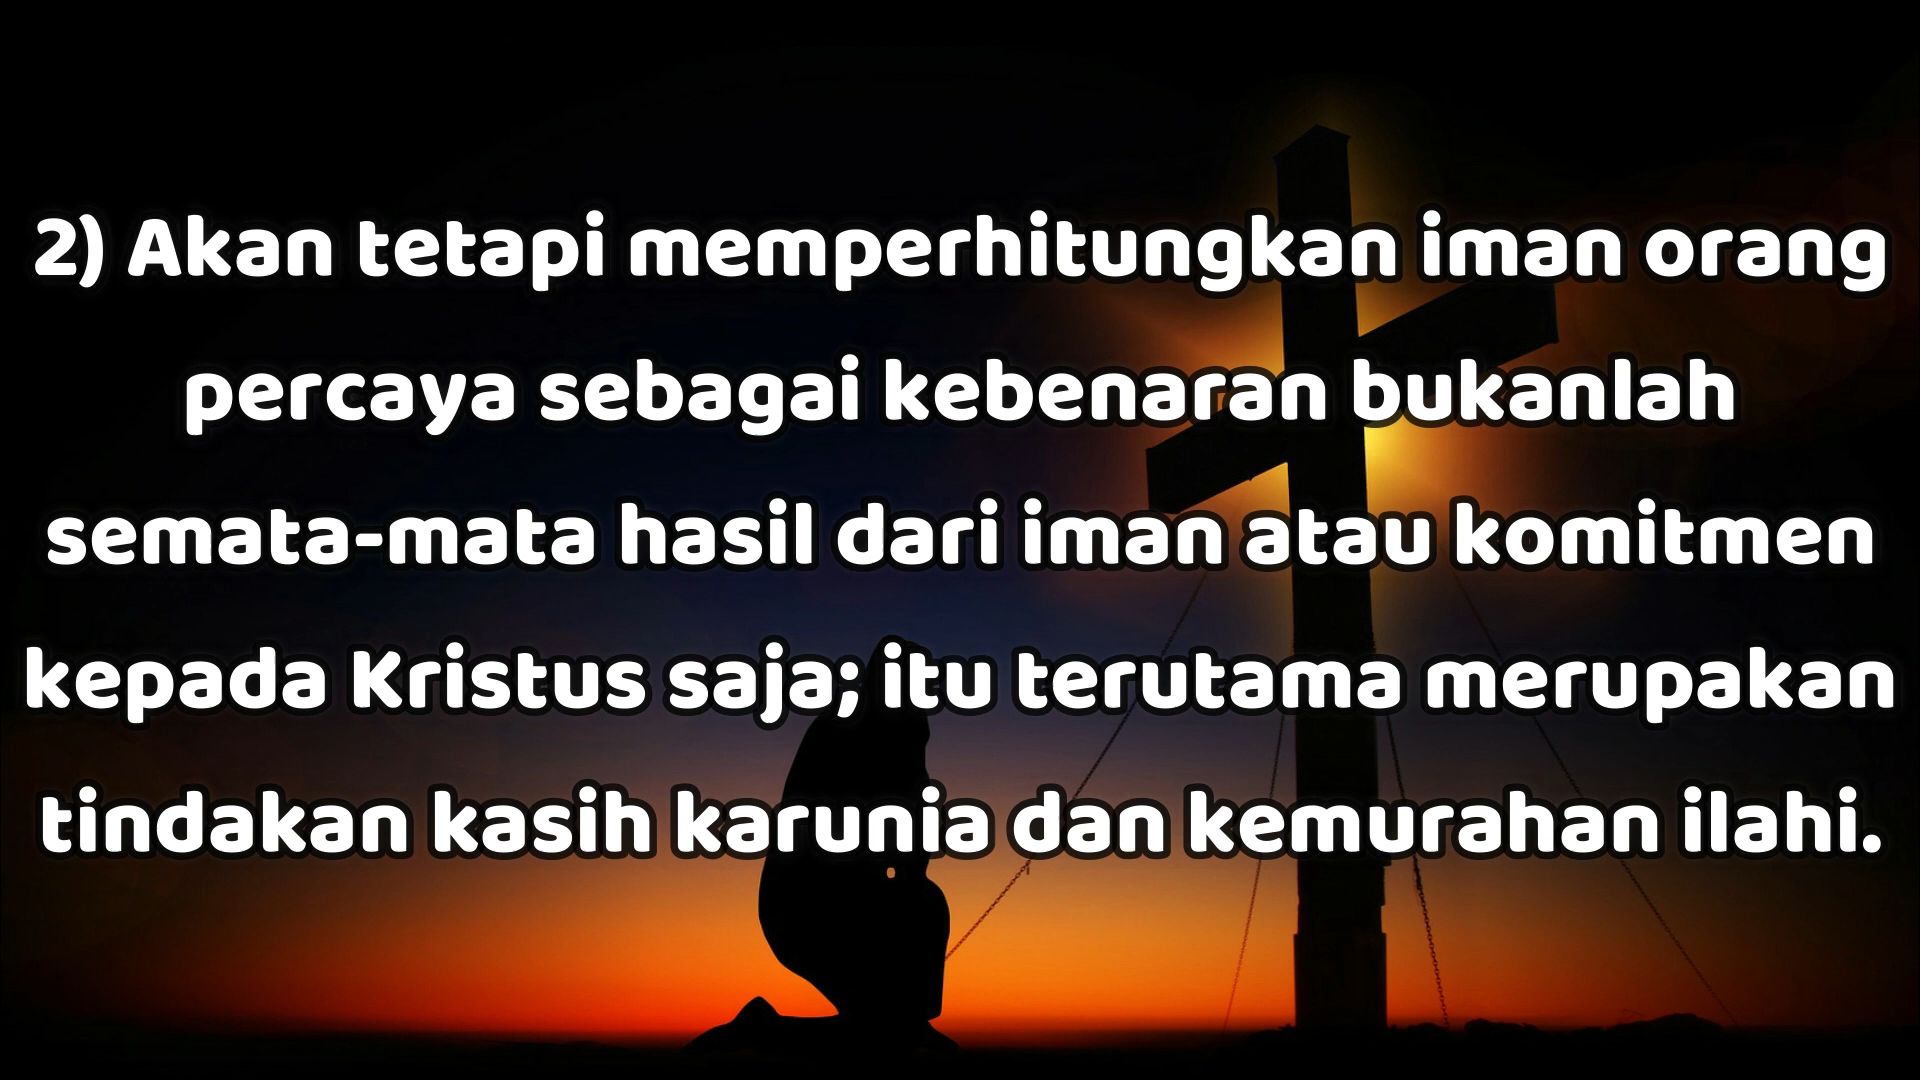 2) Akan tetapi memperhitungkan iman orang
percaya sebagai kebenaran bukanlah
semata-mata hasil dari iman atau komitmen
kepada Kristus saja; itu terutama merupakan
tindakan kasih karunia dan kemurahan ilahi.